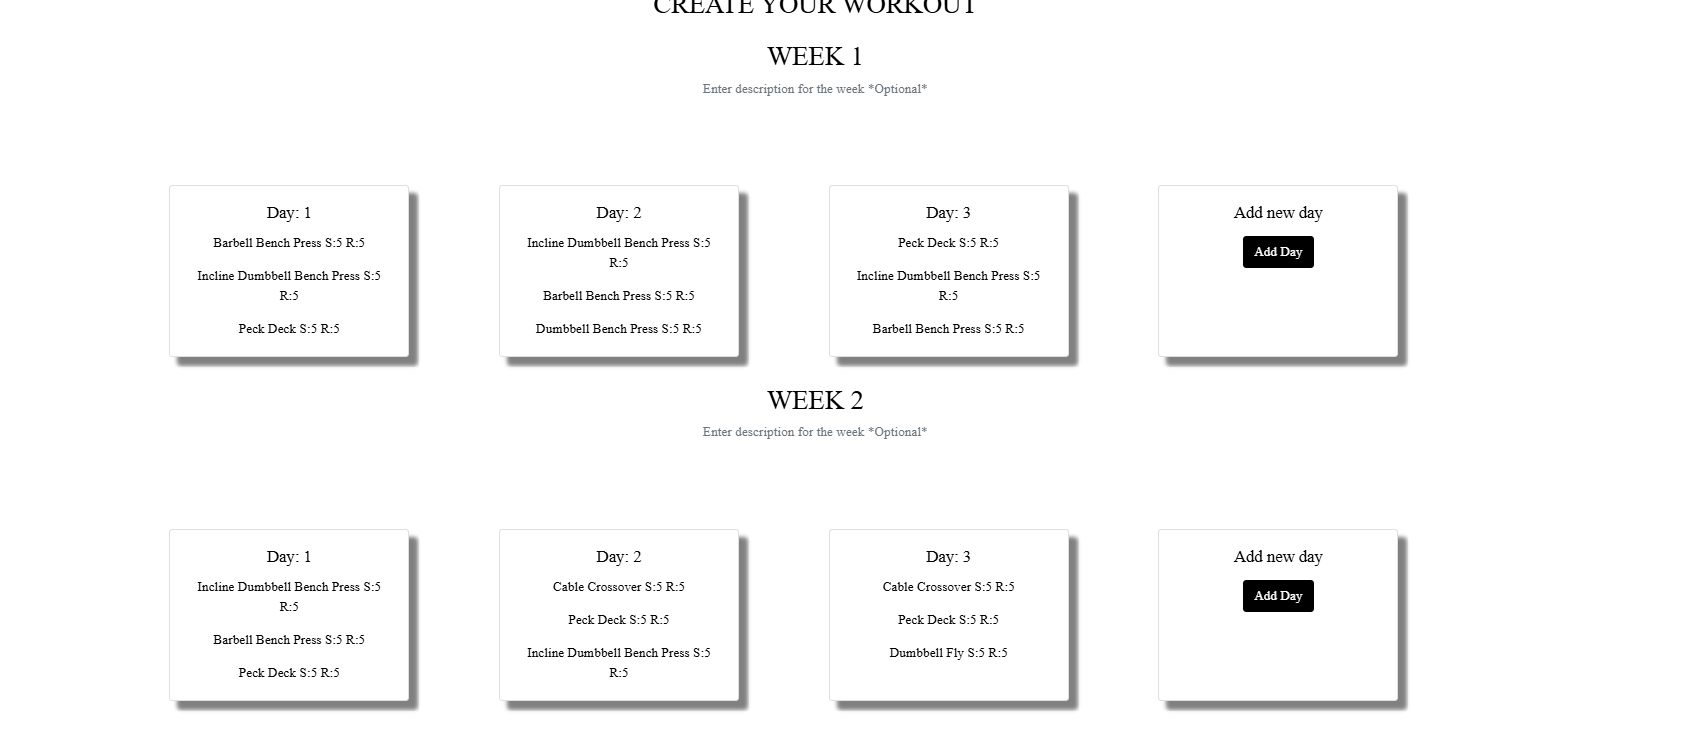 CREATE YOUR WORKOUT
WEEK 1
Enter description for the week *Optional*
Day: 1
Barbell Bench Press S:5 R:5
Incline Dumbbell Bench Press S:5
R:5
Peck Deck S:5 R:5
Day: 2
Incline Dumbbell Bench Press S:5
R:5
Barbell Bench Press S:5 R:5
Dumbbell Bench Press S:5 R:5
Day: 3
Peck Deck S:5 R:5
Incline Dumbbell Bench Press S:5
R:5
Barbell Bench Press S:5 R:5
Add new day
Add Day
WEEK 2
Enter description for the week *Optional*
Day: 1
Incline Dumbbell Bench Press S:5
R:5
Barbell Bench Press S:5 R:5
Peck Deck S:5 R:5
Day: 2
Cable Crossover S:5 R:5
Peck Deck S:5 R:5
Incline Dumbbell Bench Press S:5
R:5
Day: 3
Cable Crossover S:5 R:5
Peck Deck S:5 R:5
Dumbbell Fly S:5 R:5
Add new day
Add Day